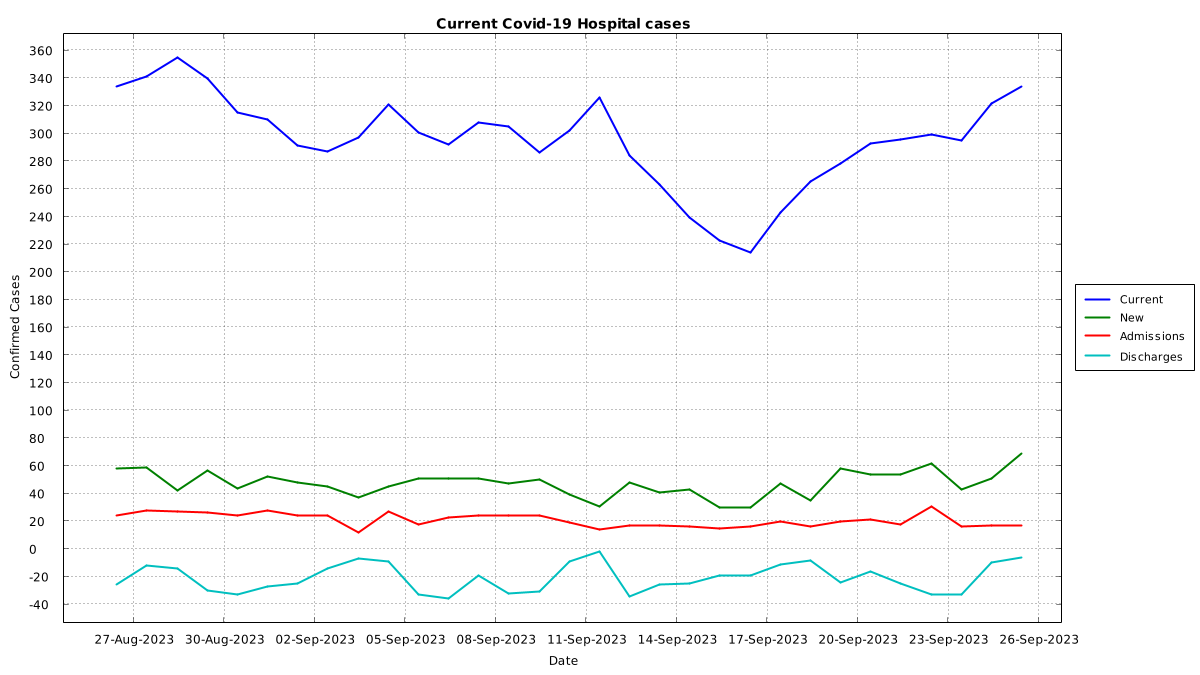 Current Covid-19 Hospital cases
360
340
320
300
280
260
240
220
200
180
160
140
120
100
80
60
40
20
0
-20
-40
Confirmed Cases
27-Aug-2023 30-Aug-2023 02-Sep-2023 05-Sep-2023 08-Sep-2023 11-Sep-2023 14-Sep-2023 17-Sep-2023 20-Sep-2023 23-Sep-2023 26-Sep-2023
Date
Current
New
Admissions
Discharges